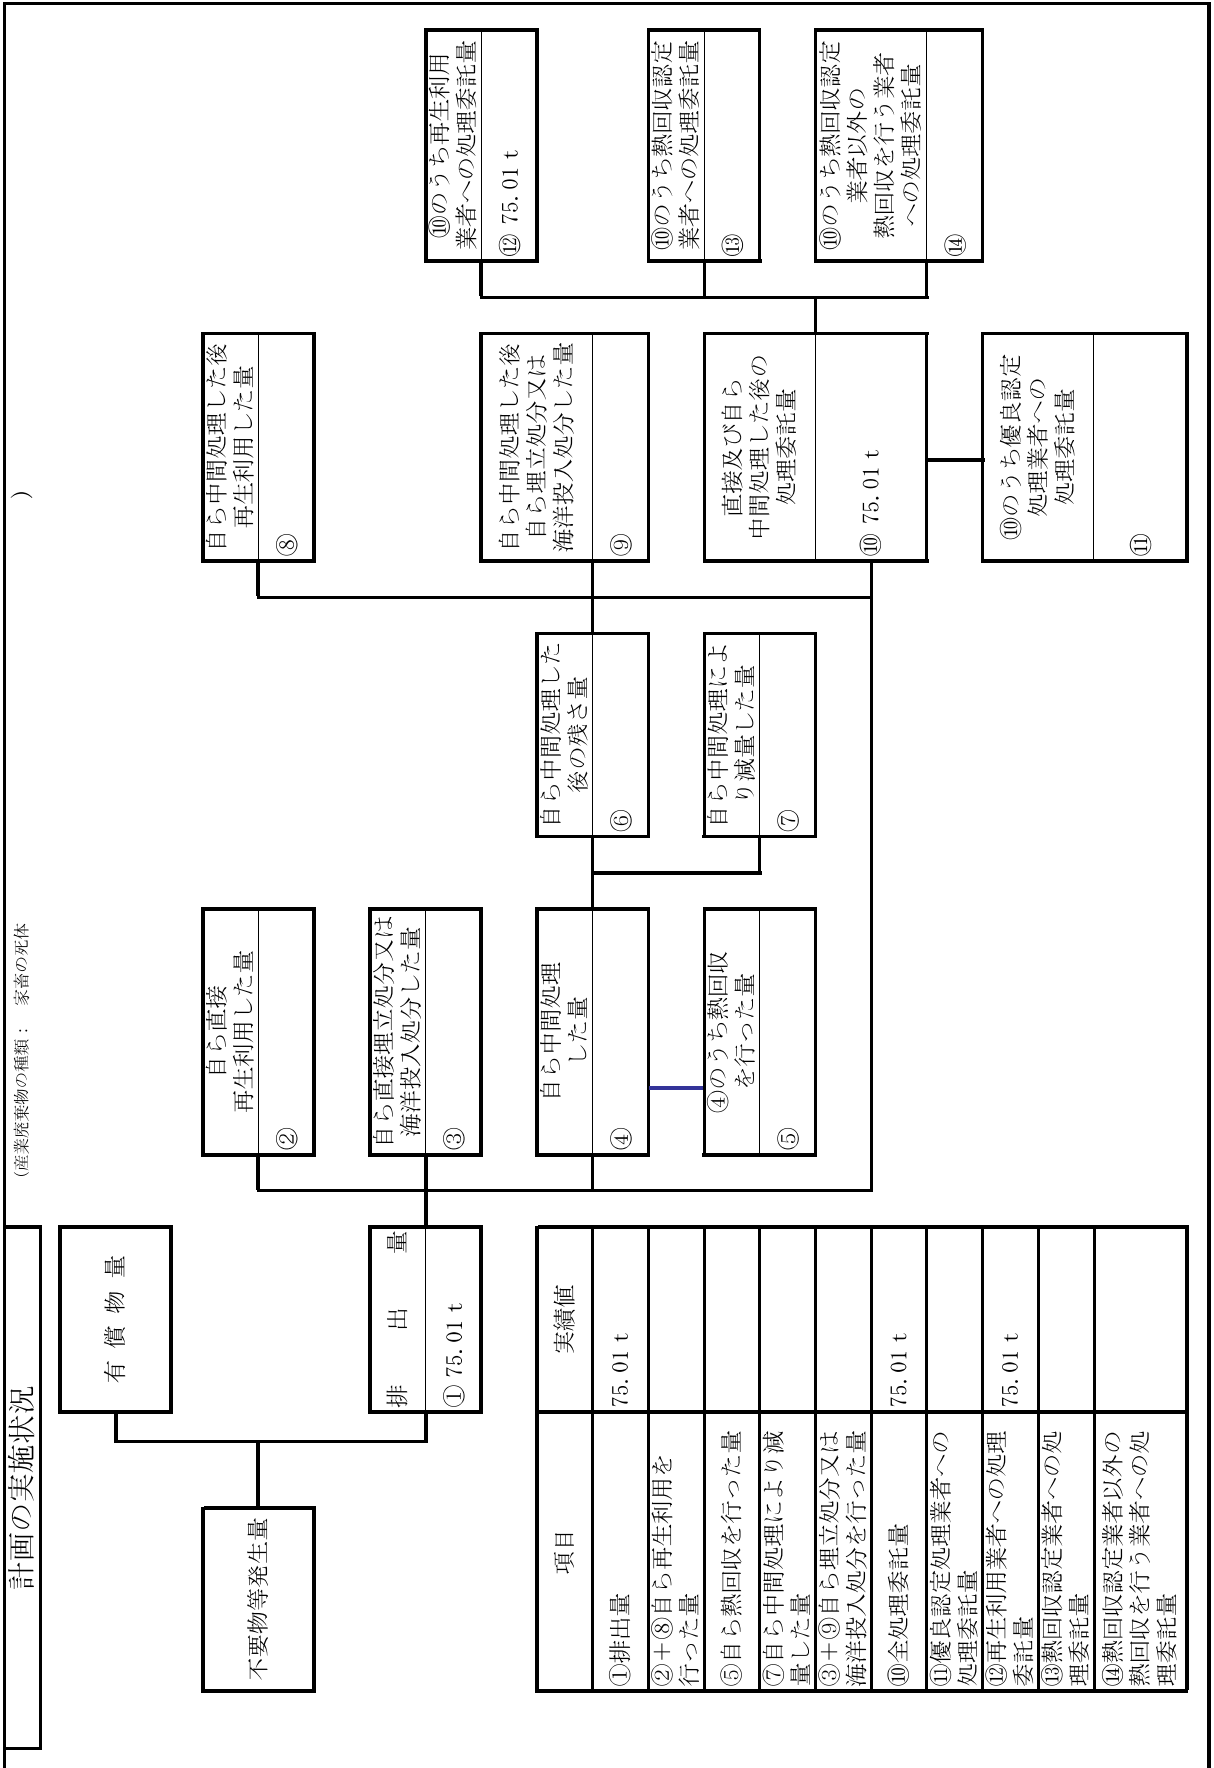 計画の実施状況
(産業廃棄物の種類： 家畜の死体 )
不要物等発生量
有 償 物 量
排 出 量
① 75.01 t
自ら直接
再生利用した量
②
自ら直接埋立処分又は
海洋投入処分した量
③
自ら中間処理
した量
④
④のうち熱回収
を行った量
⑤
自ら中間処理した
後の残さ量
⑥
自ら中間処理によ
り減量した量
⑦
自ら中間処理した後
再生利用した量
⑧
自ら中間処理した後
自ら埋立処分又は
海洋投入処分した量
⑨
直接及び自ら
中間処理した後の
処理委託量
⑩ 75.01 t
⑩のうち優良認定
処理業者への
処理委託量
⑪
⑩のうち再生利用
業者への処理委託量
⑫ 75.01 t
⑩のうち熱回収認定
業者への処理委託量
⑬
⑩のうち熱回収認定
業者以外の
熱回収を行う業者
への処理委託量
⑭
項目 実績値
①排出量 75.01 t
②＋⑧自ら再生利用を
行った量
⑤自ら熱回収を行った量
⑦自ら中間処理により減
量した量
③＋⑨自ら埋立処分又は
海洋投入処分を行った量
⑩全処理委託量 75.01 t
⑪優良認定処理業者への
処理委託量
⑫再生利用業者への処理 75.01 t
委託量
⑬熱回収認定業者への処
理委託量
⑭熱回収認定業者以外の
熱回収を行う業者への処
理委託量